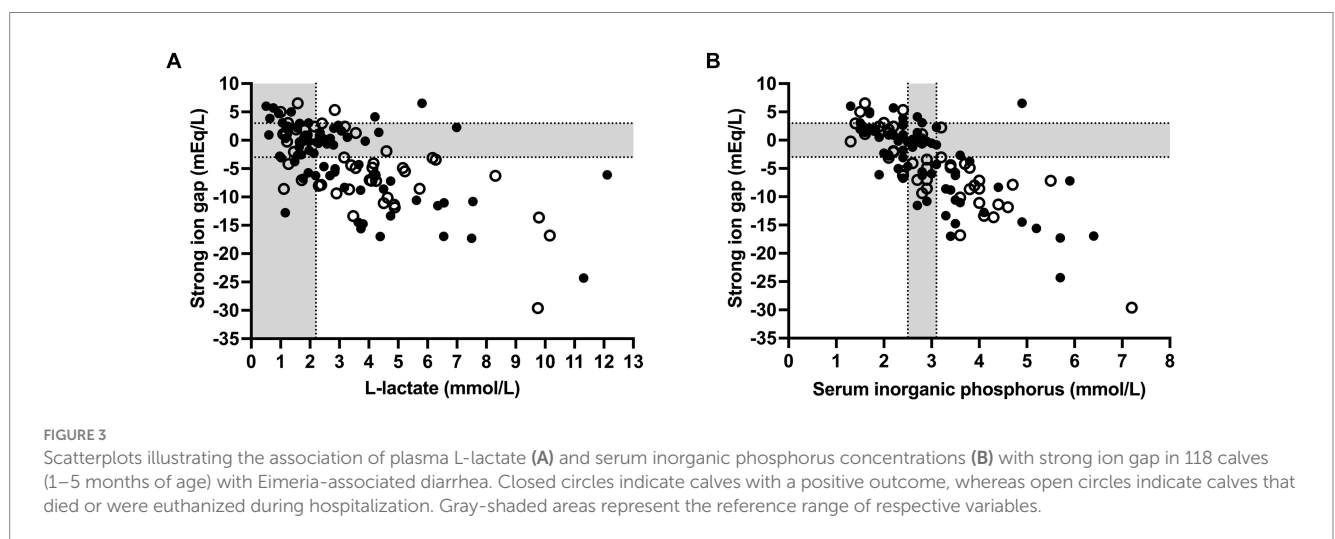 A
B
10
5
0
-5
-10
-15
-20
-25
-30
-35
Strong ion gap (mEq/L)
0 1 2 3 4 5 6 7 8 9 10 11 12 13
L-lactate (mmol/L)
10
5
0
-5
-10
-15
-20
-25
-30
-35
Strong ion gap (mEq/L)
0 1 2 3 4 5 6 7 8
Serum inorganic phosphorus (mmol/L)
FIGURE 3
Scatterplots illustrating the association of plasma L-lactate (A) and serum inorganic phosphorus concentrations (B) with strong ion gap in 118 calves
(1–5 months of age) with Eimeria-associated diarrhea. Closed circles indicate calves with a positive outcome, whereas open circles indicate calves that
died or were euthanized during hospitalization. Gray-shaded areas represent the reference range of respective variables.